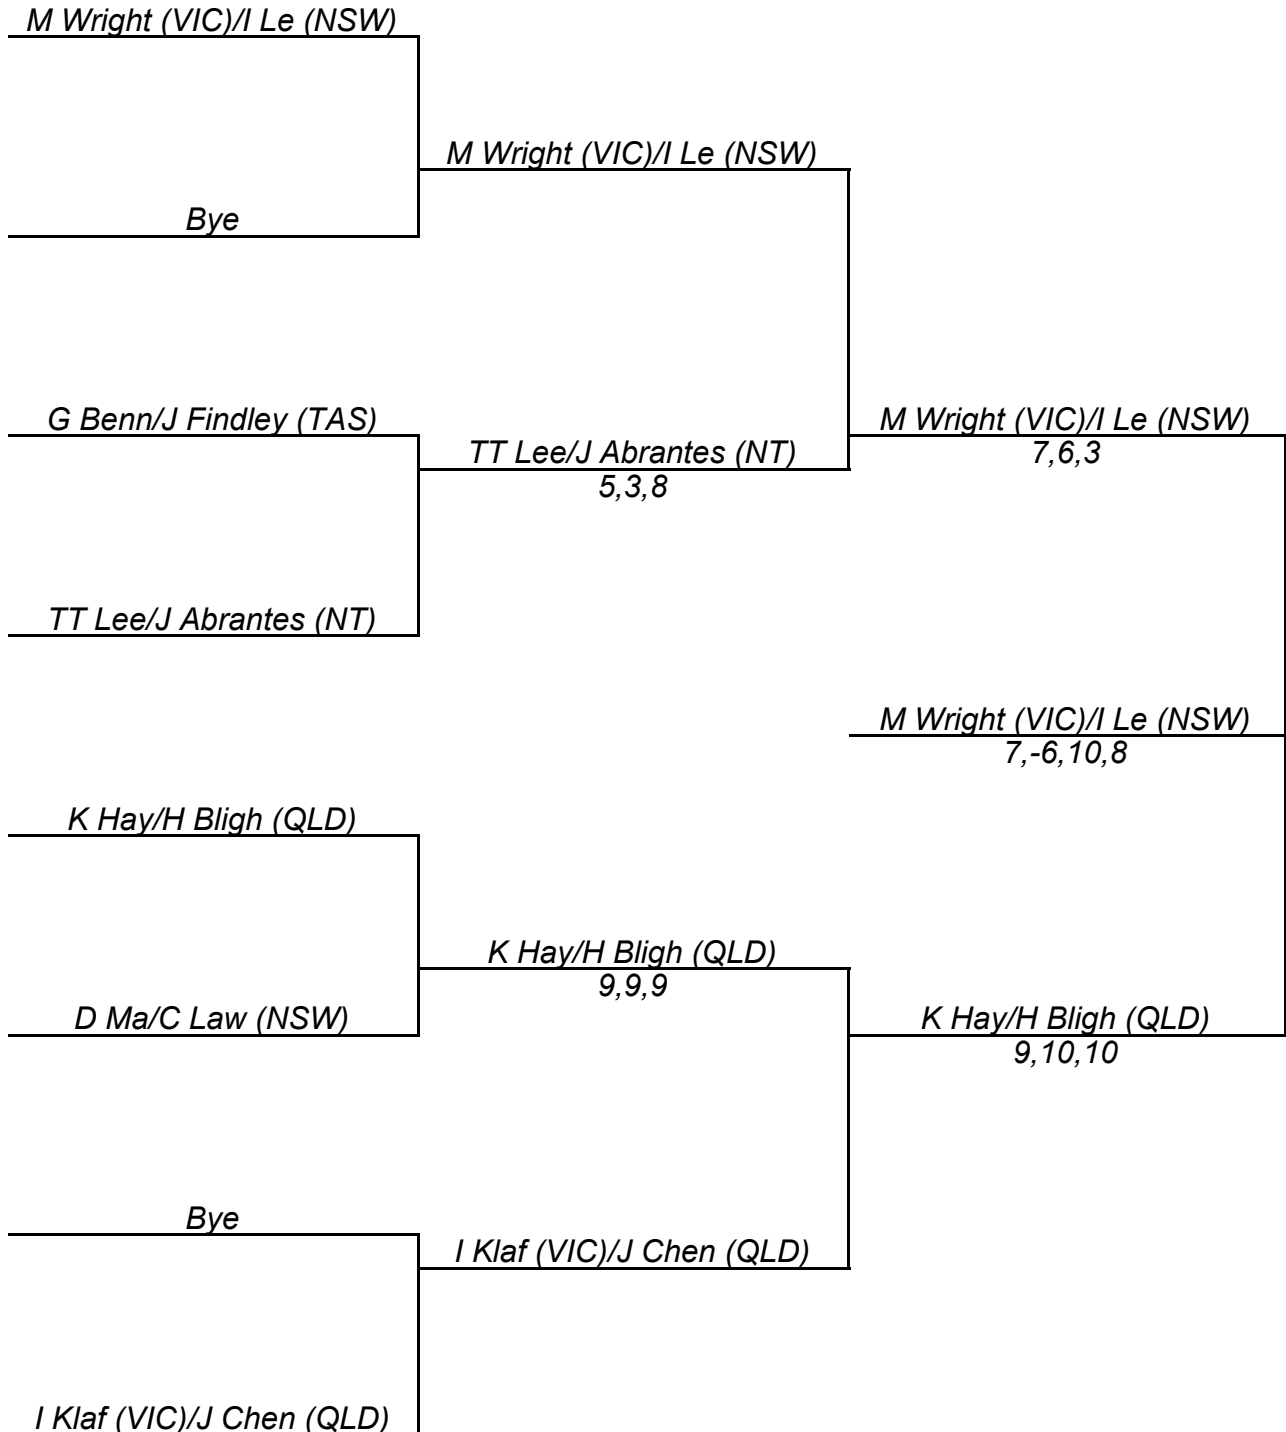 M Wright (VIC)/I Le (NSW)
M Wright (VIC)/I Le (NSW)
Bye
G Benn/J Findley (TAS)
M Wright (VIC)/I Le (NSW)
TT Lee/J Abrantes (NT)
7,6,3
5,3,8
TT Lee/J Abrantes (NT)
M Wright (VIC)/I Le (NSW)
7,-6,10,8
K Hay/H Bligh (QLD)
K Hay/H Bligh (QLD)
9,9,9
D Ma/C Law (NSW)
K Hay/H Bligh (QLD)
9,10,10
Bye
I Klaf (VIC)/J Chen (QLD)
I Klaf (VIC)/J Chen (QLD)